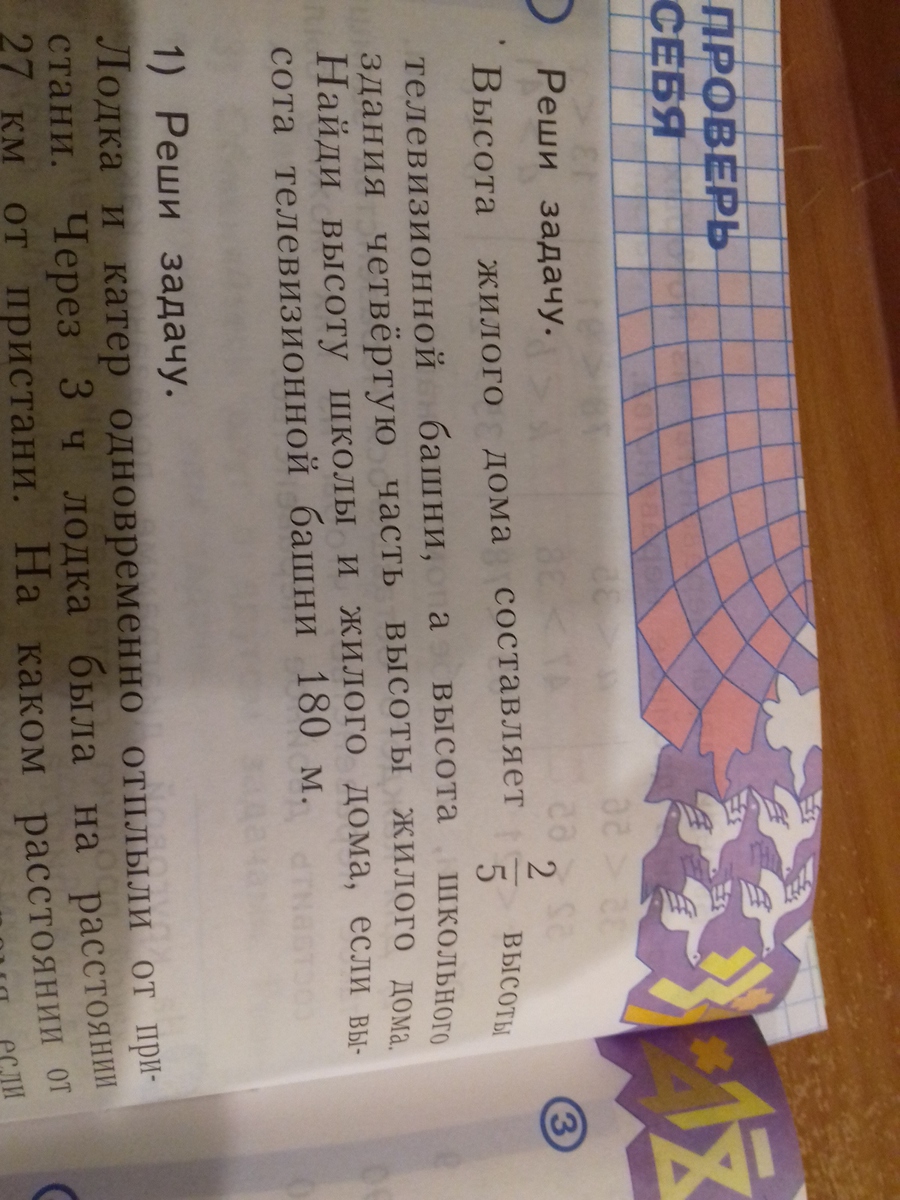 ПРОВЕРЬ
СЕБЯ
Реши задачу.
Высота жилого дома составляет 2/5 высоты
телевизионной башни, а высота школьного
здания четвёртую часть высоты жилого дома.
Найди высоту школы и жилого дома, если вы-
сота телевизионной башни 180 м.
1) Реши задачу.
Лодка и катер одновременно отплыли от при-
стани. Через 3 ч лодка была на расстоянии
27 км от пристани. На каком расстоянии от
если
3